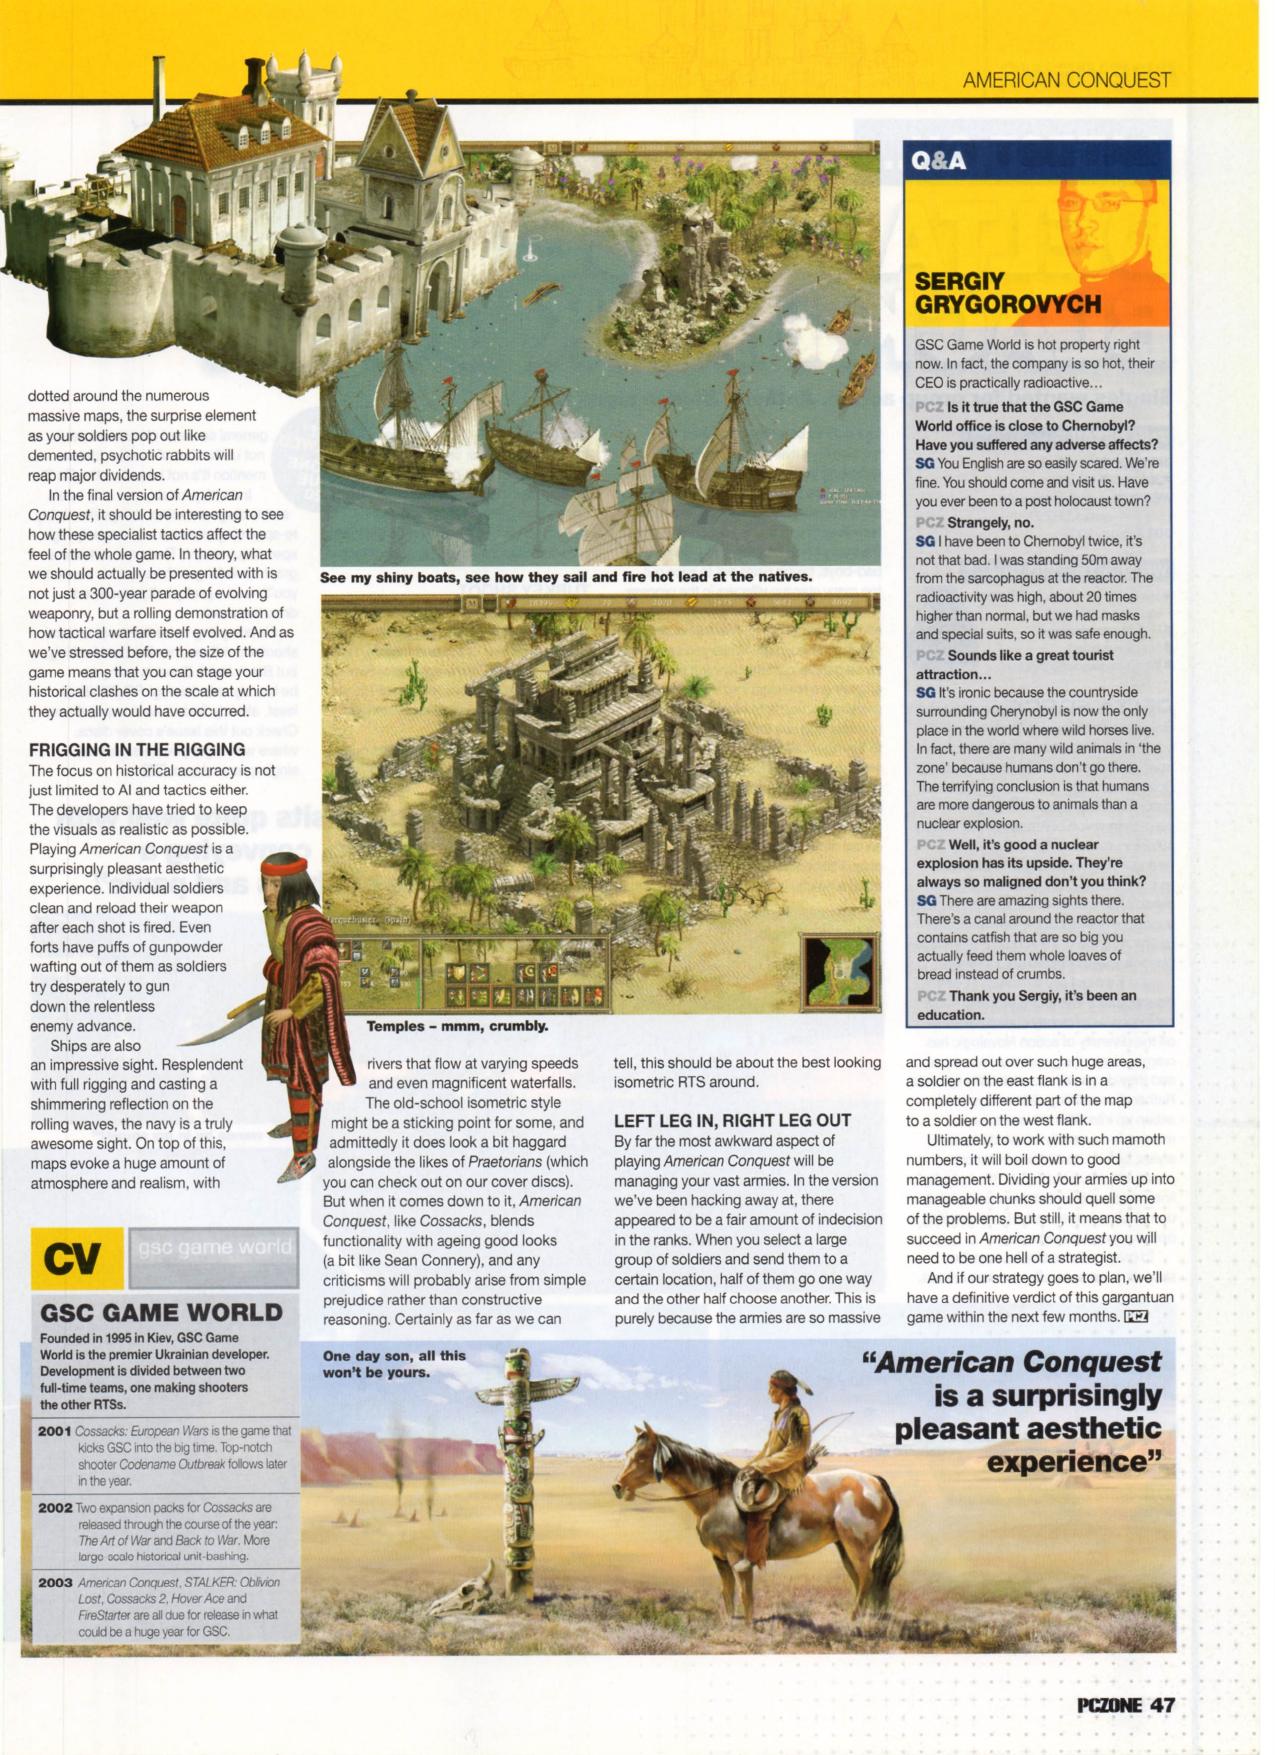 AMERICAN CONQUEST
dotted around the numerous
massive maps, the surprise element
as your soldiers pop out like
demented, psychotic rabbits will
reap major dividends.
In the final version of American
Conquest, it should be interesting to see
how these specialist tactics affect the
feel of the whole game. In theory, what
we should actually be presented with is
not just a 300-year parade of evolving
weaponry, but a rolling demonstration of
how tactical warfare itself evolved. And as
we've stressed before, the size of the
game means that you can stage your
historical clashes on the scale at which
they actually would have occurred.
FRIGGING IN THE RIGGING
The focus on historical accuracy is not
just limited to AI and tactics either.
The developers have tried to keep
the visuals as realistic as possible.
Playing American Conquest is a
surprisingly pleasant aesthetic
experience. Individual soldiers
clean and reload their weapon
after each shot is fired. Even
forts have puffs of gunpowder
wafting out of them as soldiers
try desperately to gun
down the relentless
enemy advance.
Ships are also
an impressive sight. Resplendent
with full rigging and casting a
shimmering reflection on the
rolling waves, the navy is a truly
awesome sight. On top of this,
maps evoke a huge amount of
atmosphere and realism, with
See my shiny boats, see how they sail and fire hot lead at the natives.
Arquebusier (Spain)
Temples – mmm, crumbly.
rivers that flow at varying speeds
and even magnificent waterfalls.
The old-school isometric style
might be a sticking point for some, and
admittedly it does look a bit haggard
alongside the likes of Praetorians (which
you can check out on our cover discs).
But when it comes down to it, American
Conquest, like Cossacks, blends
functionality with ageing good looks
(a bit like Sean Connery), and any
criticisms will probably arise from simple
prejudice rather than constructive
reasoning. Certainly as far as we can
tell, this should be about the best looking
isometric RTS around.
LEFT LEG IN, RIGHT LEG OUT
By far the most awkward aspect of
playing American Conquest will be
managing your vast armies. In the version
we've been hacking away at, there
appeared to be a fair amount of indecision
in the ranks. When you select a large
group of soldiers and send them to a
certain location, half of them go one way
and the other half choose another. This is
purely because the armies are so massive
and spread out over such huge areas,
a soldier on the east flank is in a
completely different part of the map
to a soldier on the west flank.
Ultimately, to work with such mamoth
numbers, it will boil down to good
management. Dividing your armies up into
manageable chunks should quell some
of the problems. But still, it means that to
succeed in American Conquest you will
need to be one hell of a strategist.
And if our strategy goes to plan, we'll
have a definitive verdict of this gargantuan
game within the next few months. PCZ
Q&A
SERGIY
GRYGOROVYCH
GSC Game World is hot property right
now. In fact, the company is so hot, their
CEO is practically radioactive...
PCZ Is it true that the GSC Game
World office is close to Chernobyl?
Have you suffered any adverse affects?
SG You English are so easily scared. We're
fine. You should come and visit us. Have
you ever been to a post holocaust town?
PCZ Strangely, no.
SG I have been to Chernobyl twice, it's
not that bad. I was standing 50m away
from the sarcophagus at the reactor. The
radioactivity was high, about 20 times
higher than normal, but we had masks
and special suits, so it was safe enough.
PCZ Sounds like a great tourist
attraction...
SG It's ironic because the countryside
surrounding Cherynobyl is now the only
place in the world where wild horses live.
In fact, there are many wild animals in 'the
zone' because humans don't go there.
The terrifying conclusion is that humans
are more dangerous to animals than a
nuclear explosion.
PCZ Well, it's good a nuclear
explosion has its upside. They're
always so maligned don't you think?
SG There are amazing sights there.
There's a canal around the reactor that
contains catfish that are so big you
actually feed them whole loaves of
bread instead of crumbs.
PCZ Thank you Sergiy, it's been an
education.
CV
gsc game world
GSC GAME WORLD
Founded in 1995 in Kiev, GSC Game
World is the premier Ukrainian developer.
Development is divided between two
full-time teams, one making shooters
the other RTSs.
2001 Cossacks: European Wars is the game that
kicks GSC into the big time. Top-notch
shooter Codename Outbreak follows later
in the year.
2002 Two expansion packs for Cossacks are
released through the course of the year:
The Art of War and Back to War. More
large-scale historical unit-bashing.
2003 American Conquest, STALKER: Oblivion
Lost, Cossacks 2, Hover Ace and
FireStarter are all due for release in what
could be a huge year for GSC.
One day son, all this
won't be yours.
“American Conquest
is a surprisingly
pleasant aesthetic
experience”
PCZONE 47